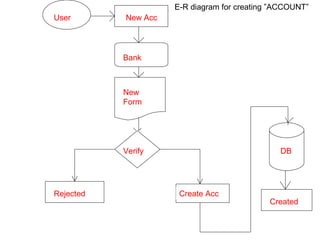 E-R diagram for creating "ACCOUNT"
User
New Acc
Bank
New
Form
Verify
DB
Rejected
Create Acc
Created